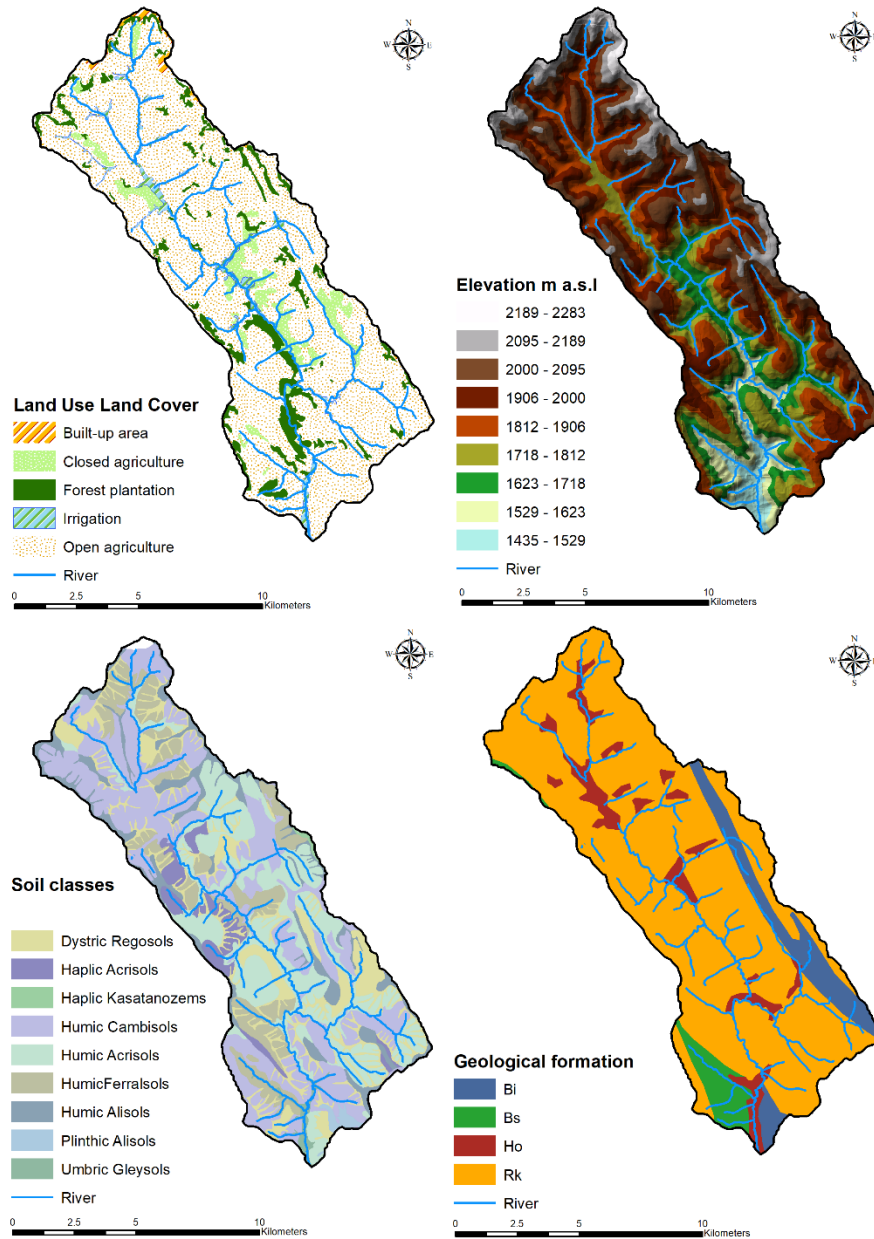 N
W E
S
Land Use Land Cover
Built-up area
Closed agriculture
Forest plantation
Irrigation
Open agriculture
River
0 2.5 5 10
Kilometers
N
W
S
Elevation m a.s.l
2189 - 2283
2095 - 2189
2000 - 2095
1906 - 2000
1812 - 1906
1718 - 1812
1623 - 1718
1529 - 1623
1435 - 1529
River
0 2.5 5 10
Kilometers
N
W E
S
Soil classes
Dystric Regosols
Haplic Acrisols
Haplic Kasatanozems
Humic Cambisols
Humic Acrisols
HumicFerralsols
Humic Alisols
Plinthic Alisols
Umbric Gleysols
River
0 2.5 5 10
Kilometers
N
W
S
Geological formation
Bi
Bs
Ho
Rk
River
0 2.5 5 10
Kilometers